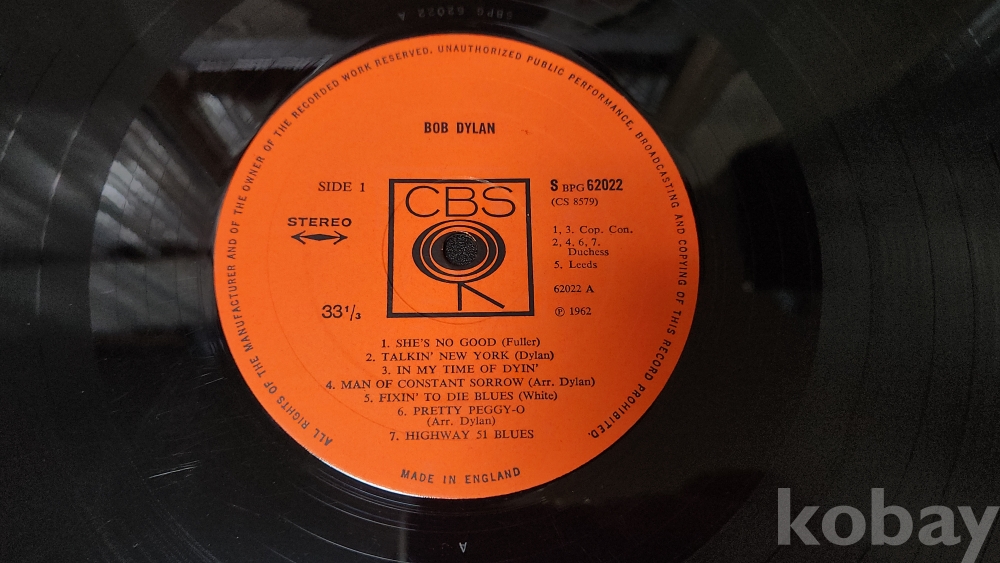 SBPG 62022 A
ALL RIGHTS OF THE MANUFACTURER AND OF THE OWNER OF THE RECORDED WORK RESERVED. UNAUTHORIZED PUBLIC PERFORMANCE, BROADCASTING AND COPYING OF THIS RECORD PROHIBITED.
BOB DYLAN
SIDE 1
STEREO
33 1/3
CBS
S BPG 62022
(CS 8579)
1, 3. Cop. Con.
2, 4, 6, 7.
Duchess
5. Leeds
62022 A
℗ 1962
1. SHE'S NO GOOD (Fuller)
2. TALKIN' NEW YORK (Dylan)
3. IN MY TIME OF DYIN'
4. MAN OF CONSTANT SORROW (Arr. Dylan)
5. FIXIN' TO DIE BLUES (White)
6. PRETTY PEGGY-O
(Arr. Dylan)
7. HIGHWAY 51 BLUES
MADE IN ENGLAND
A
kobay